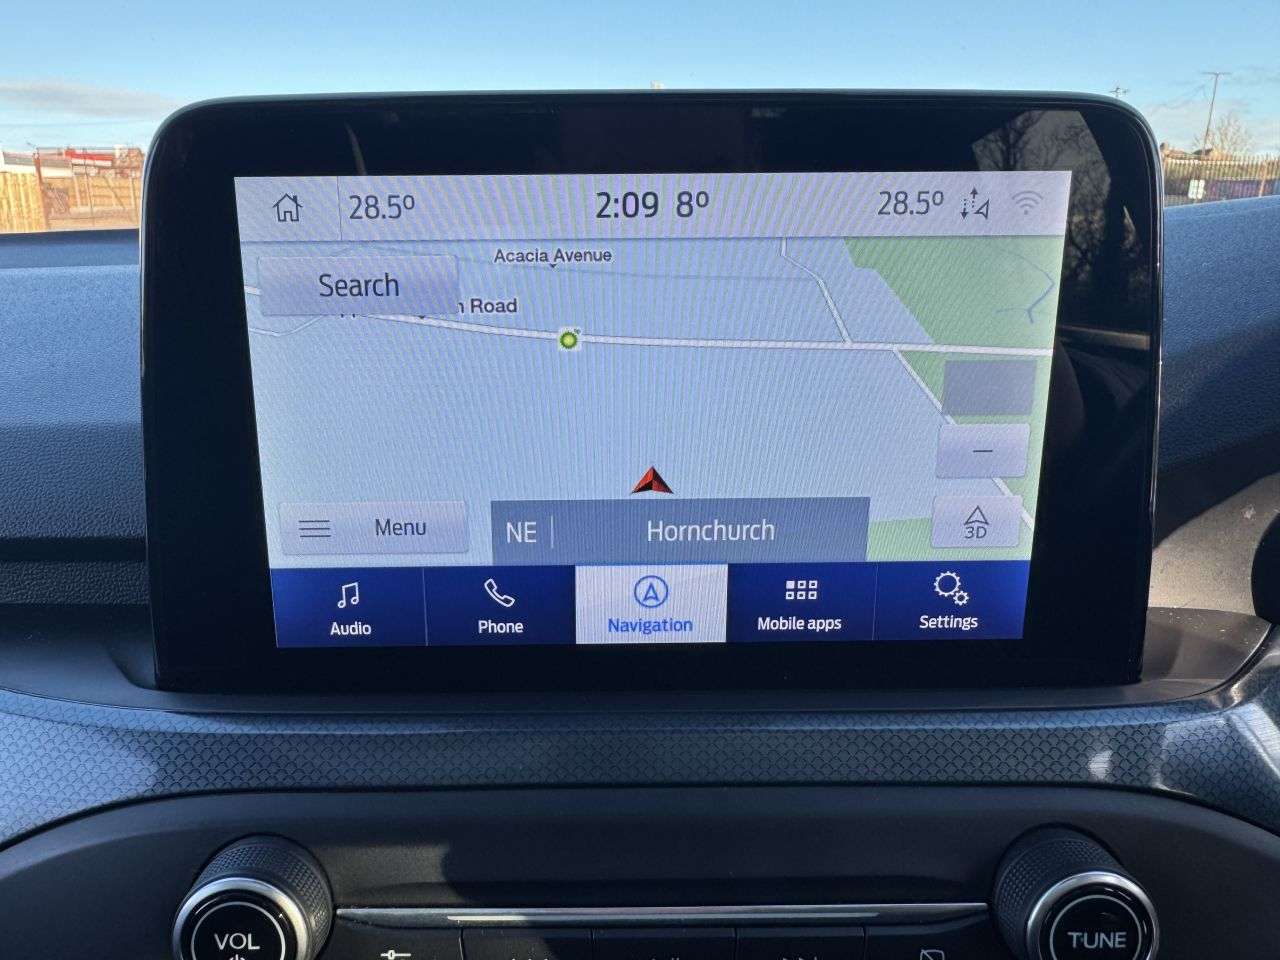 28.5º 2:09 8º 28.5º
Acacia Avenue
Search
Road
NE Hornchurch
Menu
3D
Audio Phone Navigation Mobile apps Settings
VOL TUNE